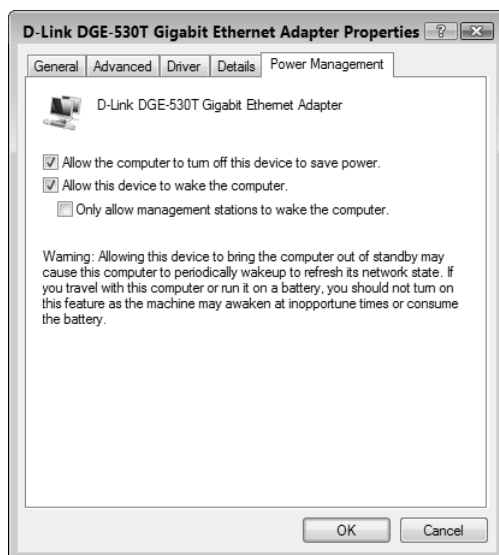 D-Link DGE-530T Gigabit Ethernet Adapter Properties
General Advanced Driver Details Power Management
D-Link DGE-530T Gigabit Ethernet Adapter
Allow the computer to turn off this device to save power.
Allow this device to wake the computer.
Only allow management stations to wake the computer.
Warning: Allowing this device to bring the computer out of standby may
cause this computer to periodically wakeup to refresh its network state. If
you travel with this computer or run it on a battery, you should not turn on
this feature as the machine may awaken at inopportune times or consume
the battery.
OK Cancel